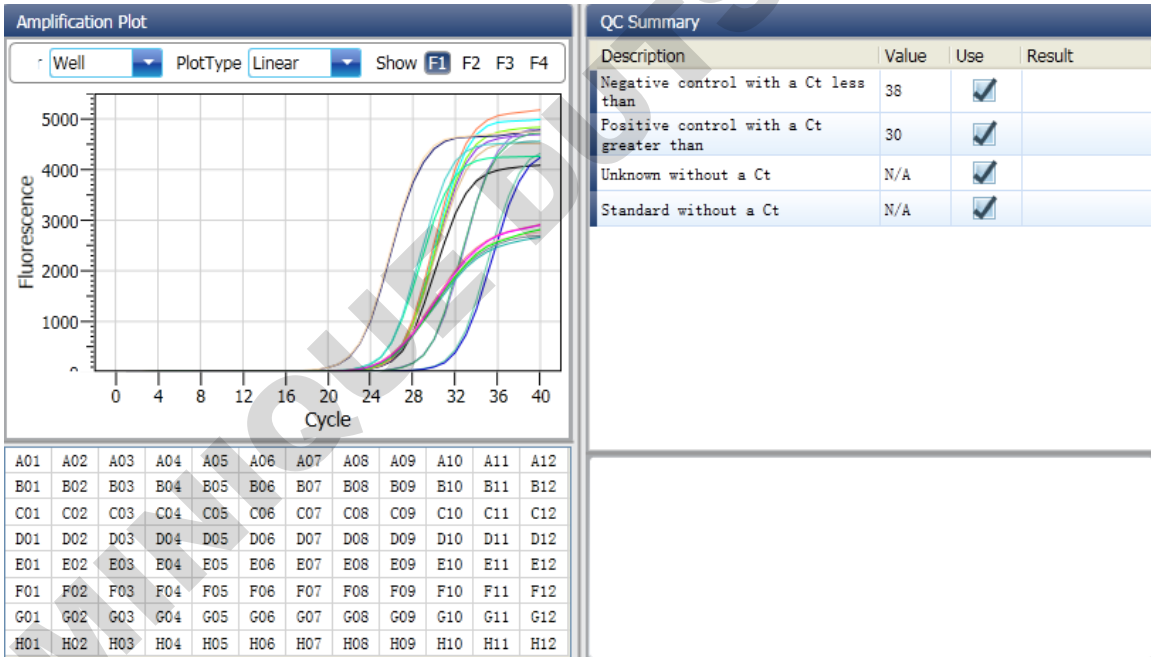 Amplification Plot
r Well PlotType Linear Show F1 F2 F3 F4
5000
4000
3000
2000
1000
Fluorescence
0 4 8 12 16 20 24 28 32 36 40
Cycle
A01 A02 A03 A04 A05 A06 A07 A08 A09 A10 A11 A12
B01 B02 B03 B04 B05 B06 B07 B08 B09 B10 B11 B12
C01 C02 C03 C04 C05 C06 C07 C08 C09 C10 C11 C12
D01 D02 D03 D04 D05 D06 D07 D08 D09 D10 D11 D12
E01 E02 E03 E04 E05 E06 E07 E08 E09 E10 E11 E12
F01 F02 F03 F04 F05 F06 F07 F08 F09 F10 F11 F12
G01 G02 G03 G04 G05 G06 G07 G08 G09 G10 G11 G12
H01 H02 H03 H04 H05 H06 H07 H08 H09 H10 H11 H12
QC Summary
Description Value Use Result
Negative control with a Ct less
than 38
Positive control with a Ct
greater than 30
Unknown without a Ct N/A
Standard without a Ct N/A
MINIQUE DUTS